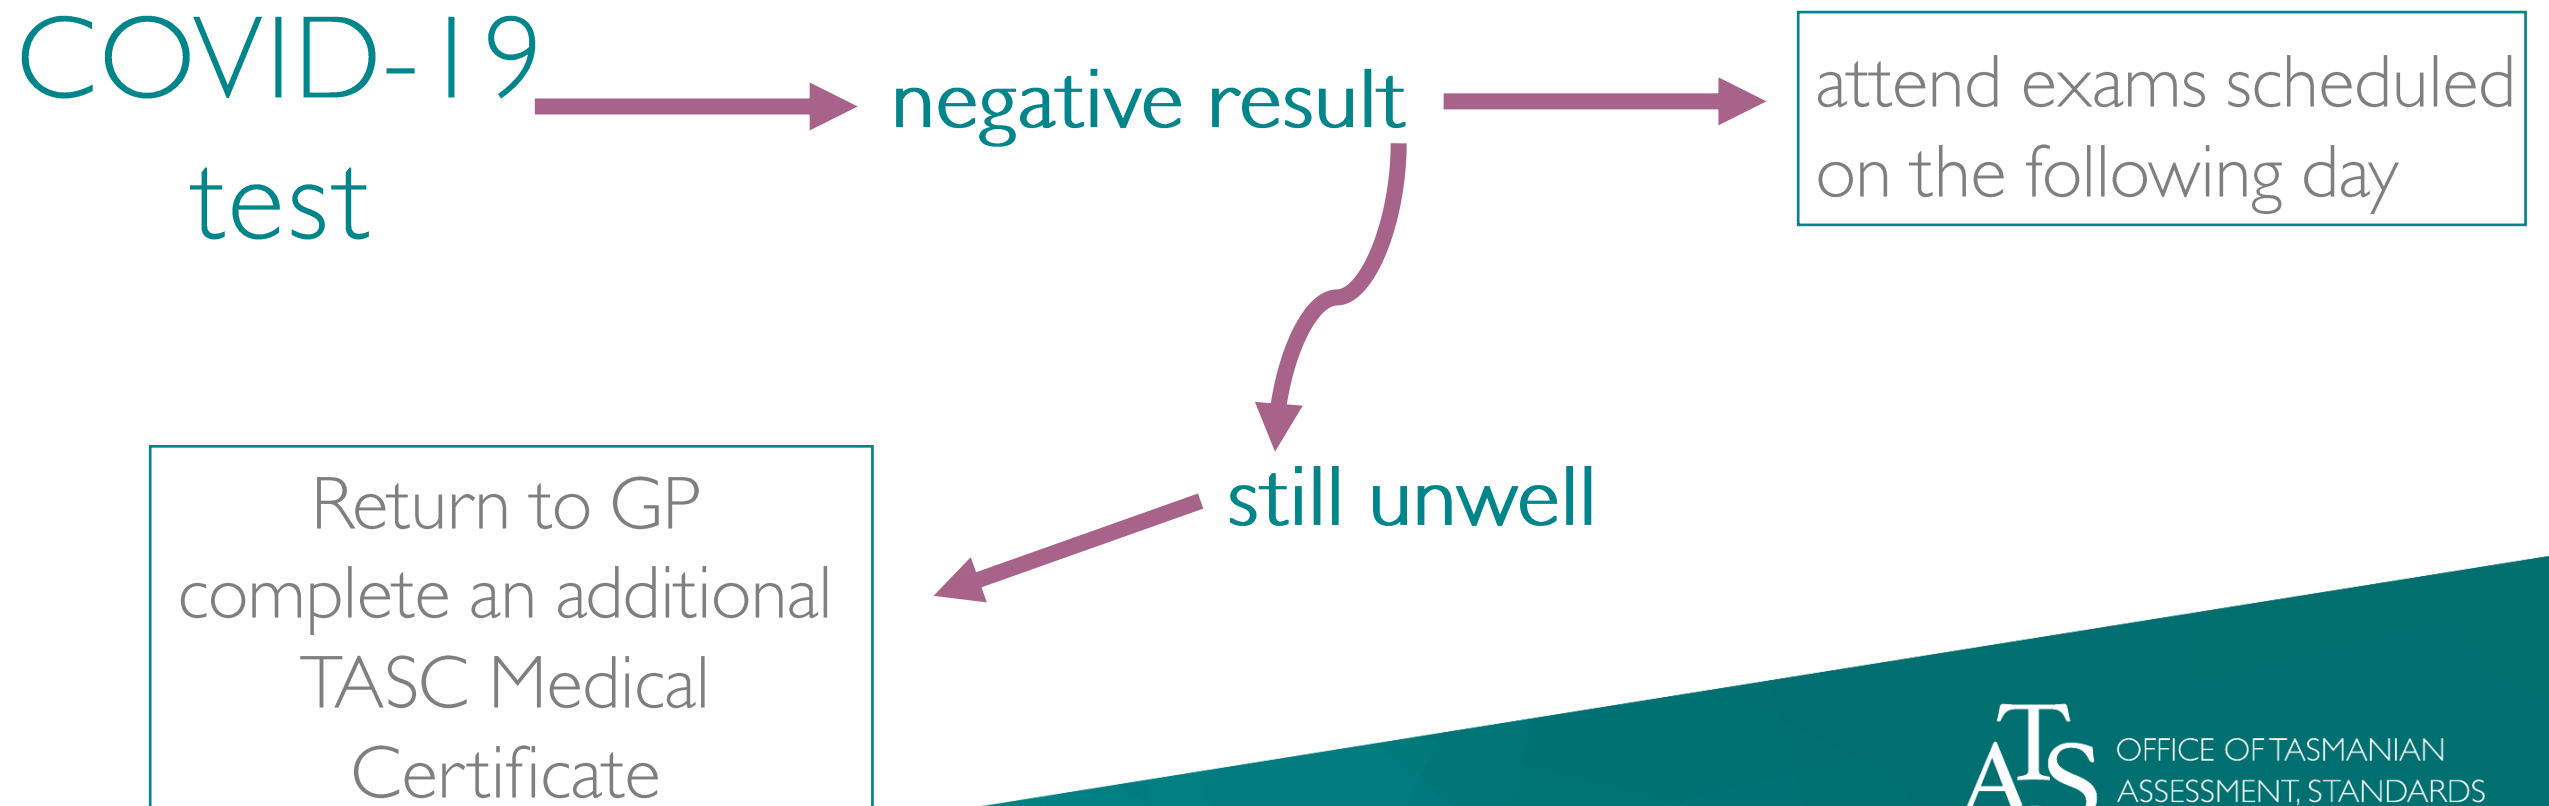 COVID-19
test
negative result
attend exams scheduled
on the following day
still unwell
Return to GP
complete an additional
TASC Medical
Certificate
TAS
OFFICE OF TASMANIAN
ASSESSMENT, STANDARDS